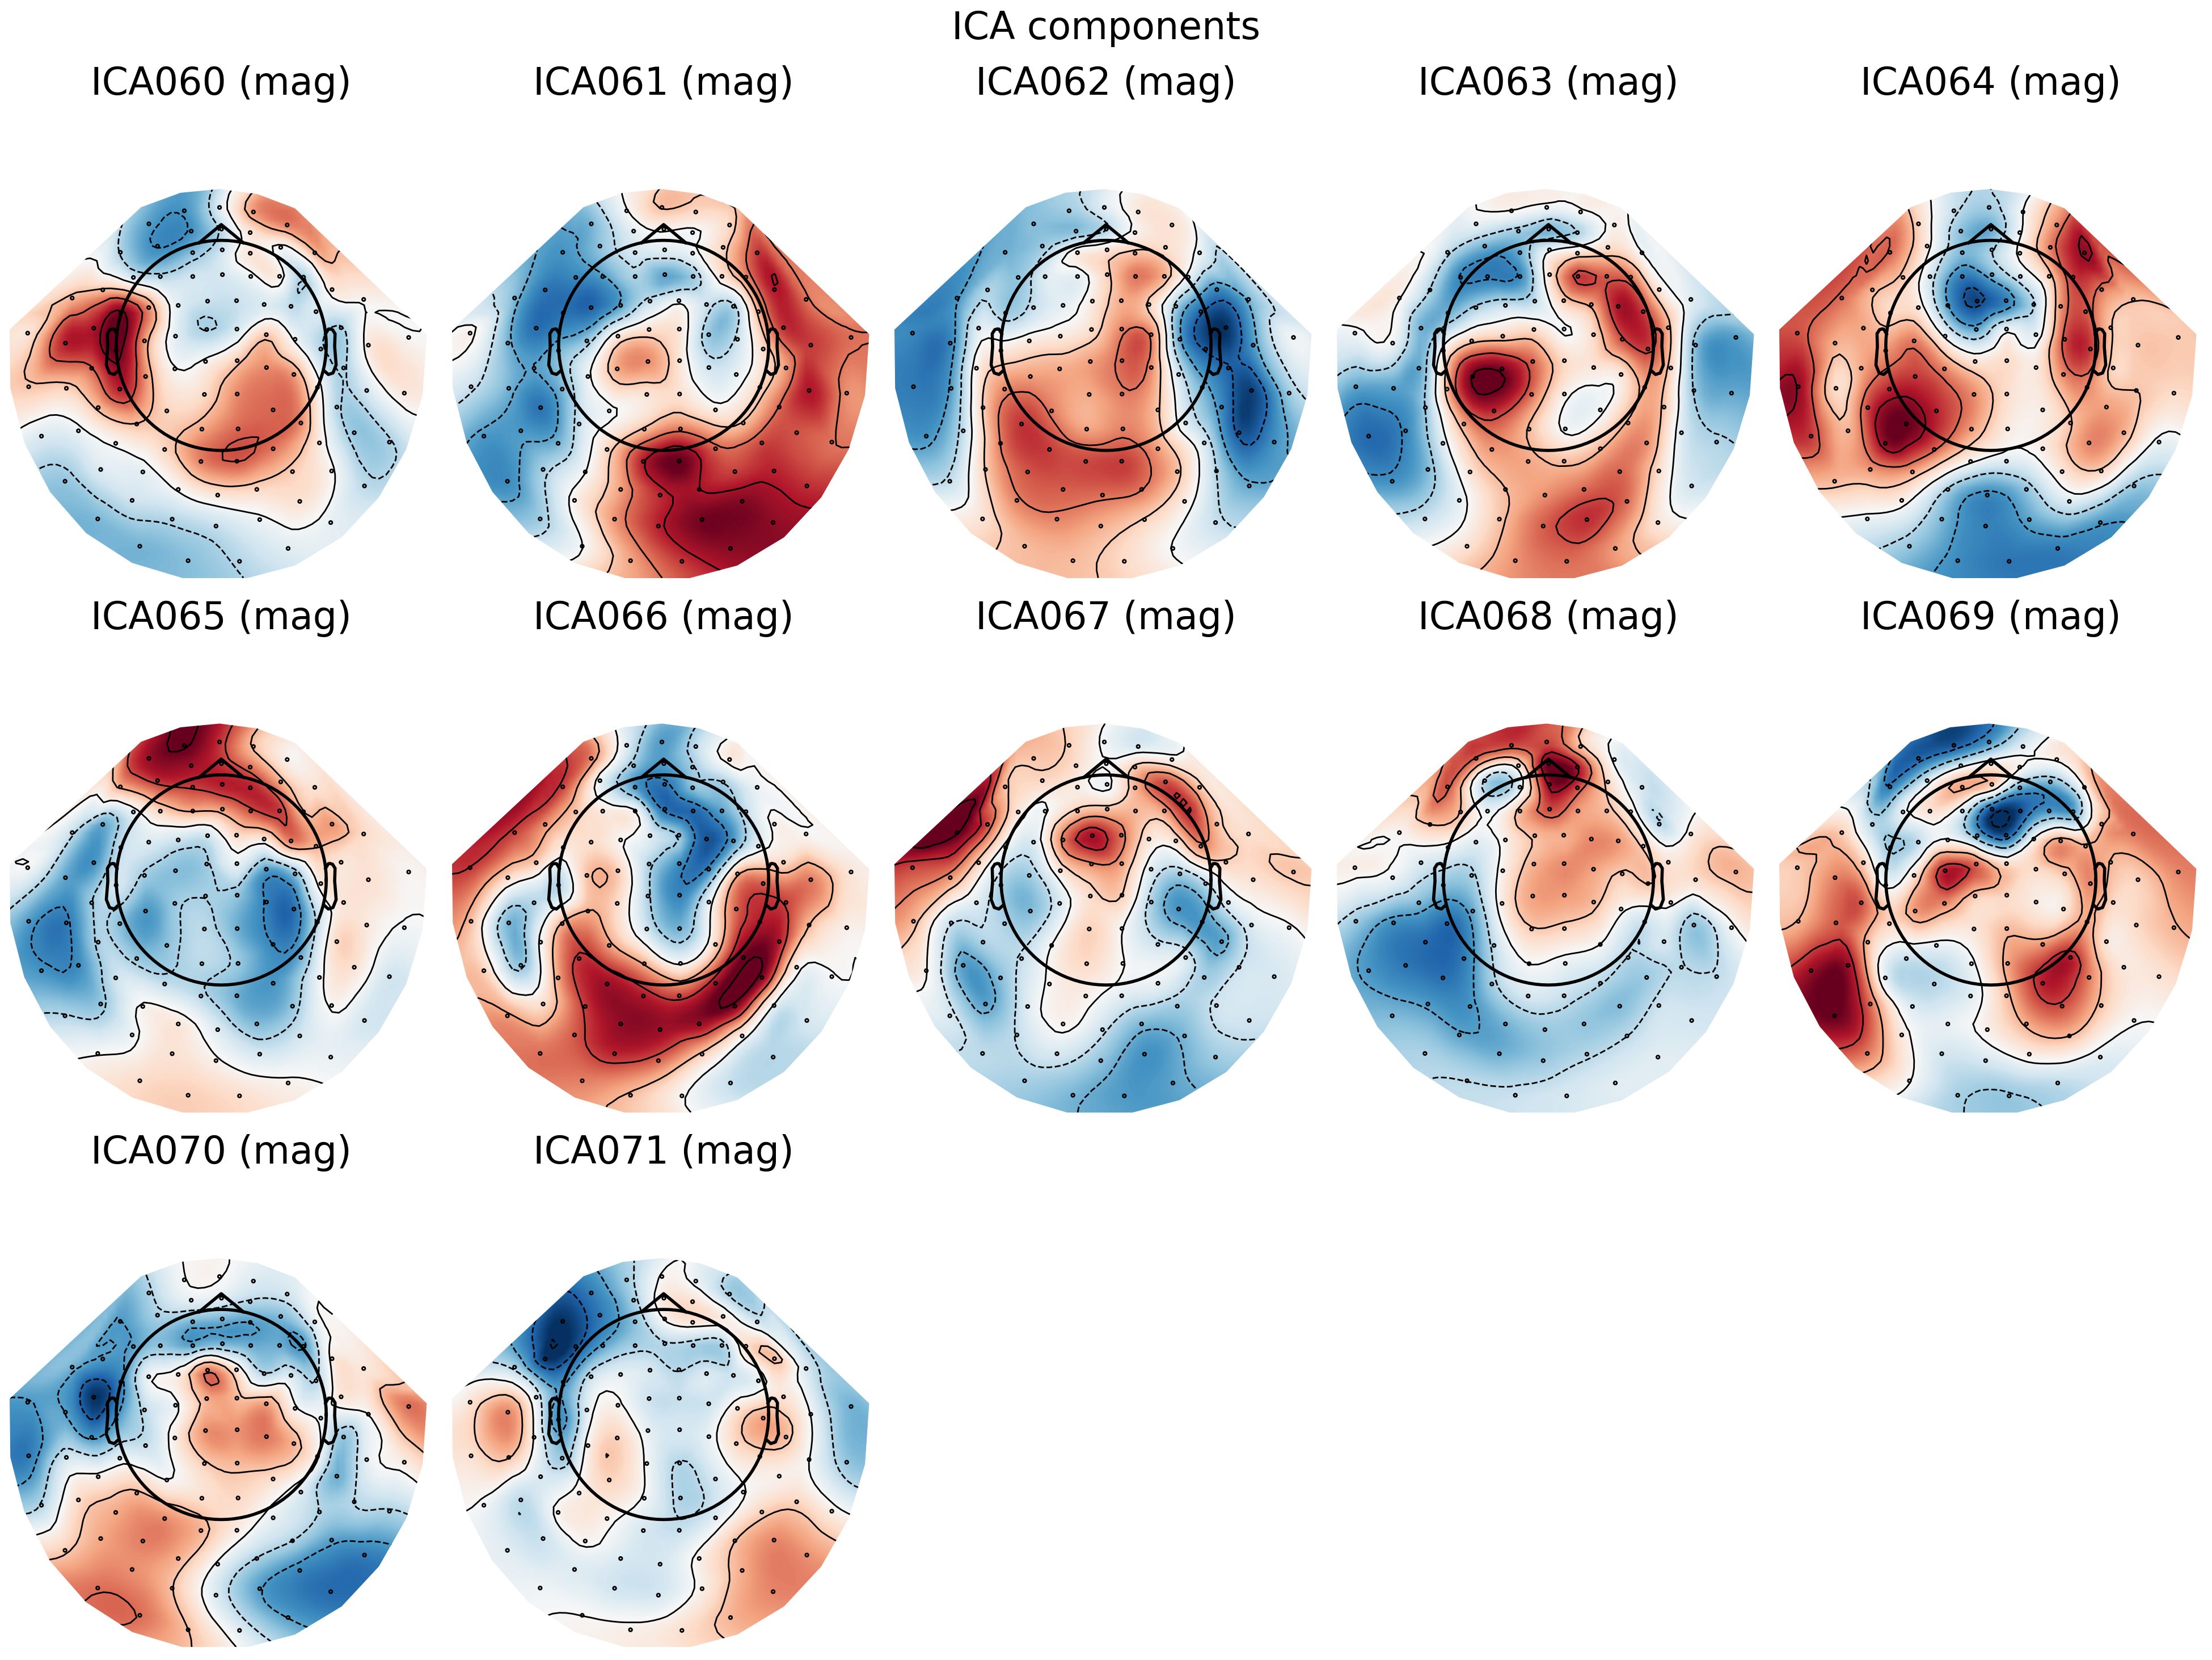 ICA components
ICA060 (mag) ICA061 (mag) ICA062 (mag) ICA063 (mag) ICA064 (mag)
ICA065 (mag) ICA066 (mag) ICA067 (mag) ICA068 (mag) ICA069 (mag)
ICA070 (mag) ICA071 (mag)